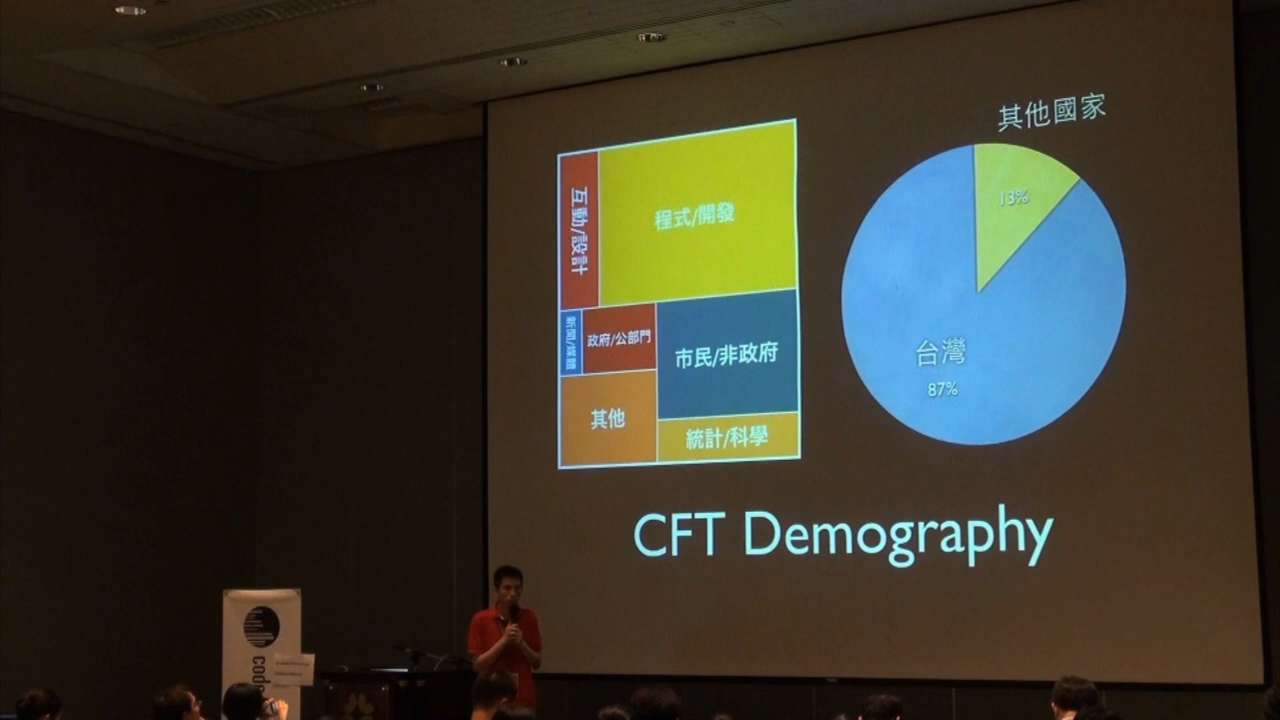 其他國家
互動/設計
程式/開發
13%
新聞/媒體
政府/公部門
市民/非政府
台灣
87%
其他
統計/科學
CFT Demography
code